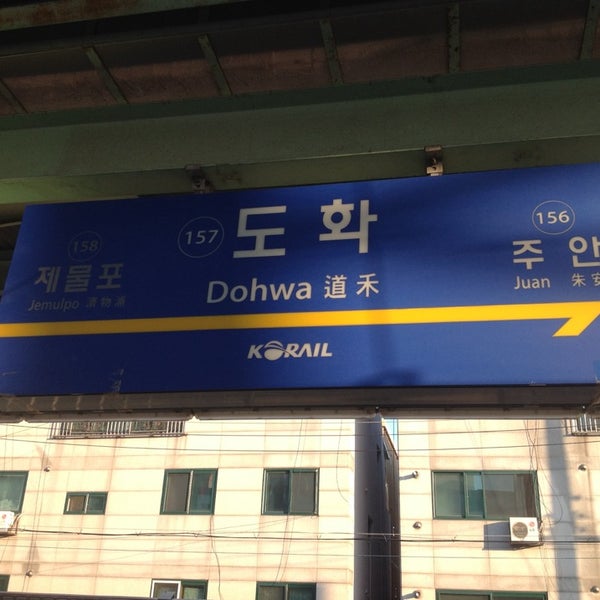 158
제물포
Jemulpo 濟物浦
157
도화
Dohwa 道禾
156
주안
Juan 朱安
KORAIL